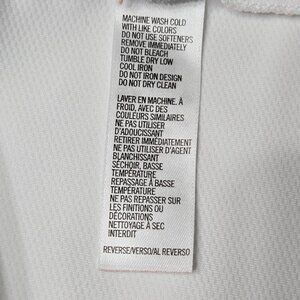 MACHINE WASH COLD
WITH LIKE COLORS
DO NOT USE SOFTENERS
REMOVE IMMEDIATELY
DO NOT BLEACH
TUMBLE DRY LOW
COOL IRON
DO NOT IRON DESIGN
DO NOT DRY CLEAN
LAVER EN MACHINE. À
FROID, AVEC DES
COULEURS SIMILAIRES
NE PAS UTILISER
D'ADOUCISSANT
RETIRER IMMÉDIATEMENT
NE PAS UTILISER D'AGENT
BLANCHISSANT
SÉCHOIR, BASSE
TEMPÉRATURE
REPASSAGE À BASSE
TEMPÉRATURE
NE PAS REPASSER SUR
LES FINITIONS OU
DÉCORATIONS
NETTOYAGE À SEC
INTERDIT
REVERSE/VERSO/AL REVERSO